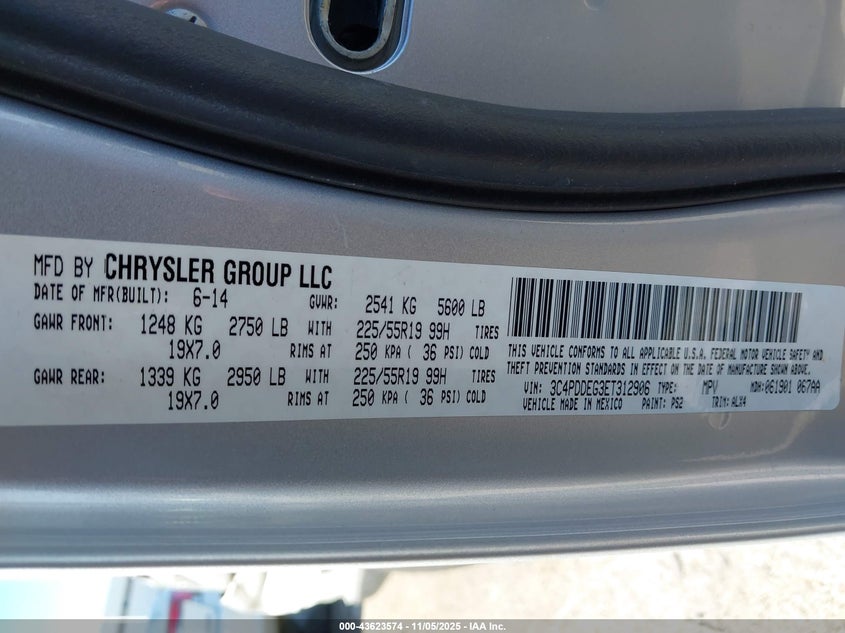 MFD BY CHRYSLER GROUP LLC
DATE OF MFR(BUILT): 6-14 GVWR: 2541 KG 5600 LB
GAWR FRONT: 1248 KG 2750 LB WITH 225/55R19 99H TIRES
19X7.0 RIMS AT 250 KPA ( 36 PSI) COLD
GAWR REAR: 1339 KG 2950 LB WITH 225/55R19 99H TIRES
19X7.0 RIMS AT 250 KPA ( 36 PSI) COLD
THIS VEHICLE CONFORMS TO ALL APPLICABLE U.S.A. FEDERAL MOTOR VEHICLE SAFETY AND
THEFT PREVENTION STANDARDS IN EFFECT ON THE DATE OF MANUFACTURE SHOWN ABOVE.
VIN: 3C4PDDEG3ET312906 TYPE: MPV MDH: 061901 067AA
VEHICLE MADE IN MEXICO PAINT: PS2 TRIM: ALX4
000-43623574 - 11/05/2025 - IAA Inc.